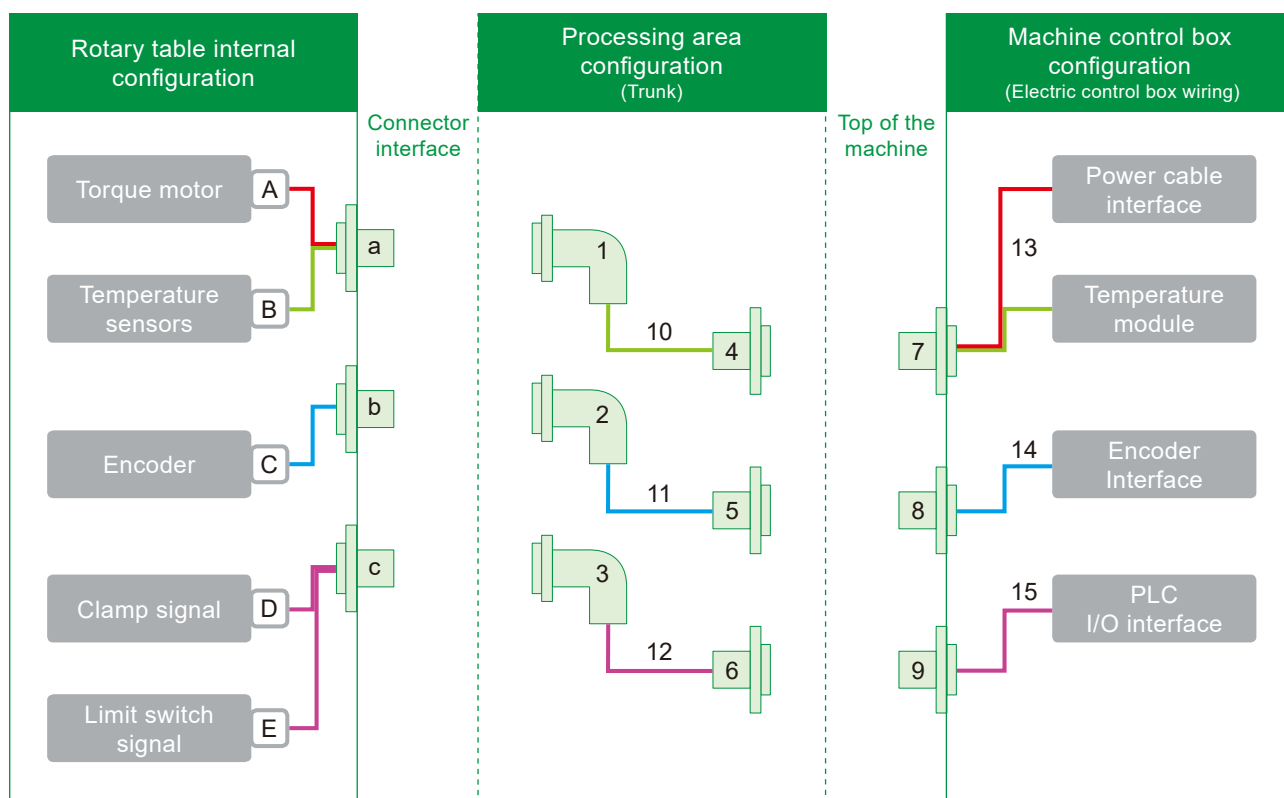 Rotary table internal
configuration
Processing area
configuration
(Trunk)
Machine control box
configuration
(Electric control box wiring)
Connector
interface
Top of the
machine
Torque motor
A
Temperature
sensors
B
a
Encoder
C
b
Clamp signal
D
Limit switch
signal
E
c
1
10
4
2
11
5
3
12
6
7
13
Power cable
interface
Temperature
module
8
14
Encoder
Interface
9
15
PLC
I/O interface